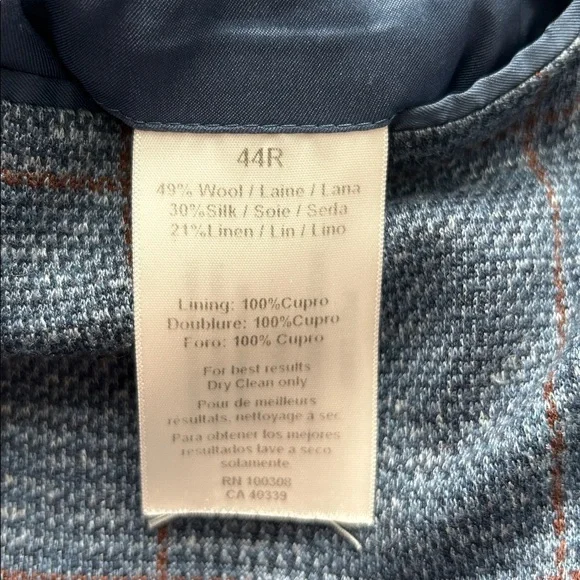 44R
49% Wool / Laine / Lana
30%Silk / Soie / Seda
21%Linen / Lin / Lino
Lining: 100%Cupro
Doublure: 100%Cupro
Foro: 100% Cupro
For best results
Dry Clean only
Pour de meilleurs
résultats, nettoyage à sec
Para obtener los mejores
resultados lave a seco
solamente
RN 100308
CA 40339